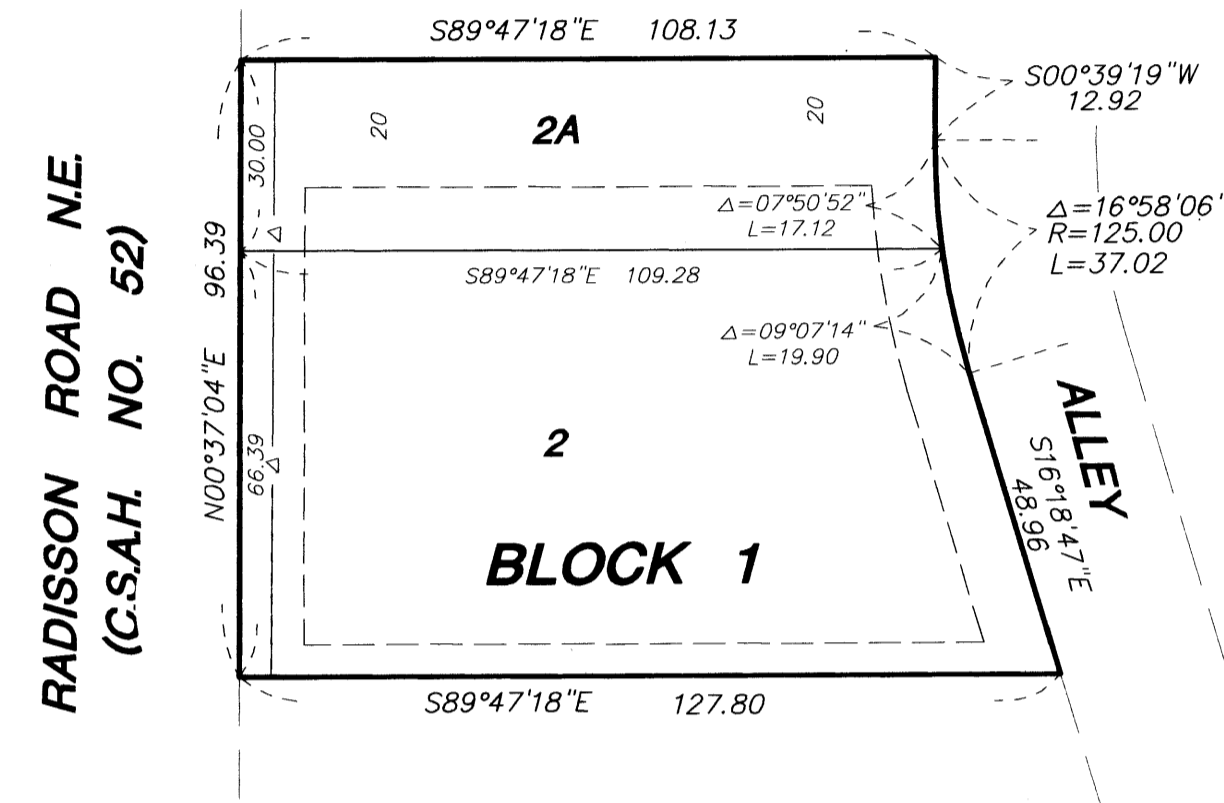 S89°47'18"E 108.13
S00°39'19"W
12.92
20
20
2A
30.00
Δ
Δ=07°50'52"
L=17.12
Δ=16°58'06"
R=125.00
L=37.02
S89°47'18"E 109.28
Δ=09°07'14"
L=19.90
RADISSON ROAD N.E.
(C.S.A.H. NO. 52)
N00°37'04"E 96.39
66.39
Δ
2
BLOCK 1
ALLEY
S16°18'47"E
48.96
S89°47'18"E 127.80